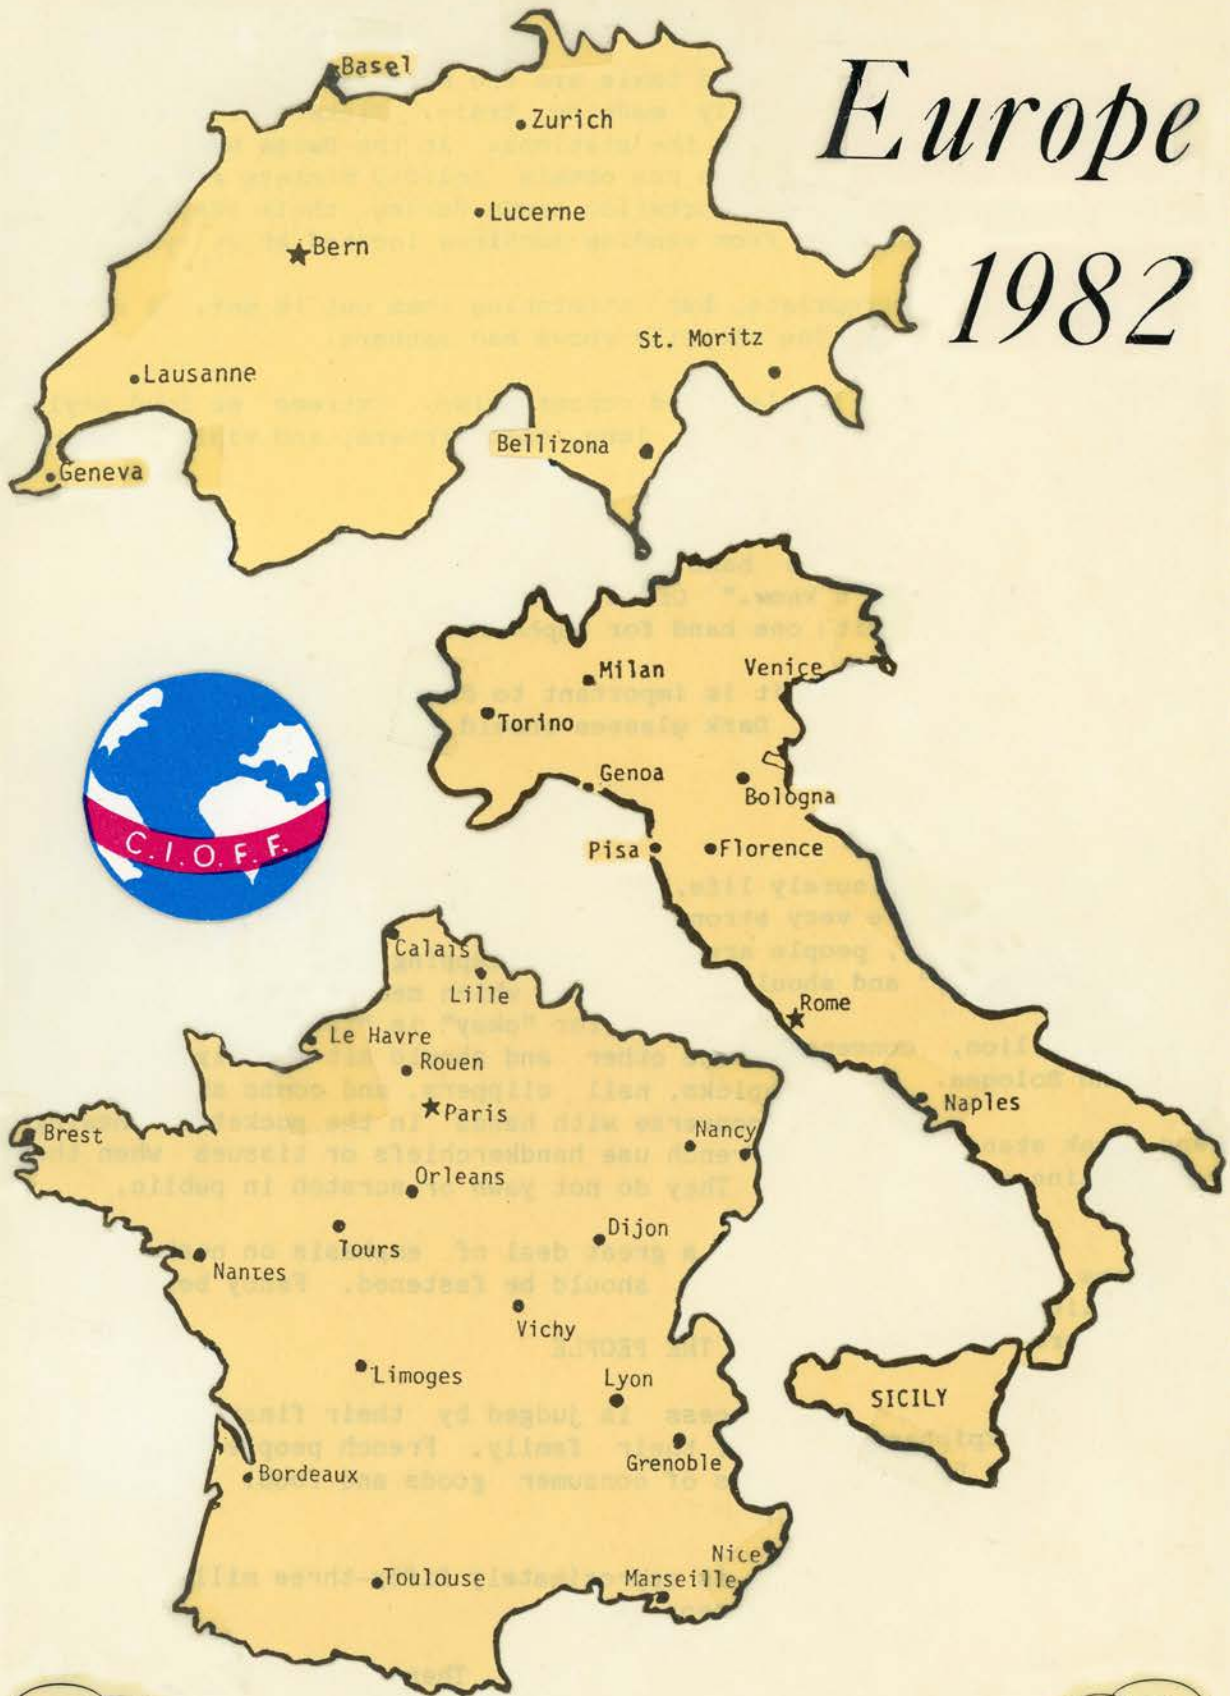 Europe
1982
Basel
Zurich
Lucerne
Bern
St. Moritz
Lausanne
Bellizona
Geneva
Milan
Venice
Torino
Genoa
Bologna
Pisa
Florence
C.I.O.F.F.
Rome
Naples
SICILY
Calais
Lille
Le Havre
Rouen
Paris
Brest
Nancy
Orleans
Tours
Dijon
Nantes
Vichy
Limoges
Lyon
Grenoble
Bordeaux
Nice
Marseille
Toulouse